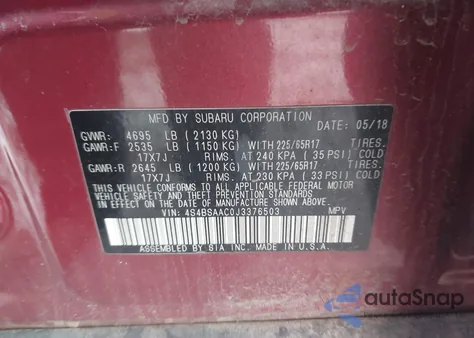 MFD BY SUBARU CORPORATION
DATE: 05/18
GVWR: 4695 LB (2130 KG)
GAWR:F 2535 LB (1150 KG) WITH 225/65R17 TIRES.
17X7J RIMS. AT 240 KPA (35 PSI) COLD
GAWR:R 2645 LB (1200 KG) WITH 225/65R17 TIRES.
17X7J RIMS. AT 230 KPA (33 PSI) COLD
THIS VEHICLE CONFORMS TO ALL APPLICABLE FEDERAL MOTOR
VEHICLE SAFETY STANDARDS IN EFFECT ON THE DATE OF
MANUFACTURE SHOWN ABOVE.
VIN: 4S4BSAAC0J3376503 MPV
ASSEMBLED BY SIA INC. MADE IN U.S.A.
autoSnap
Powered by